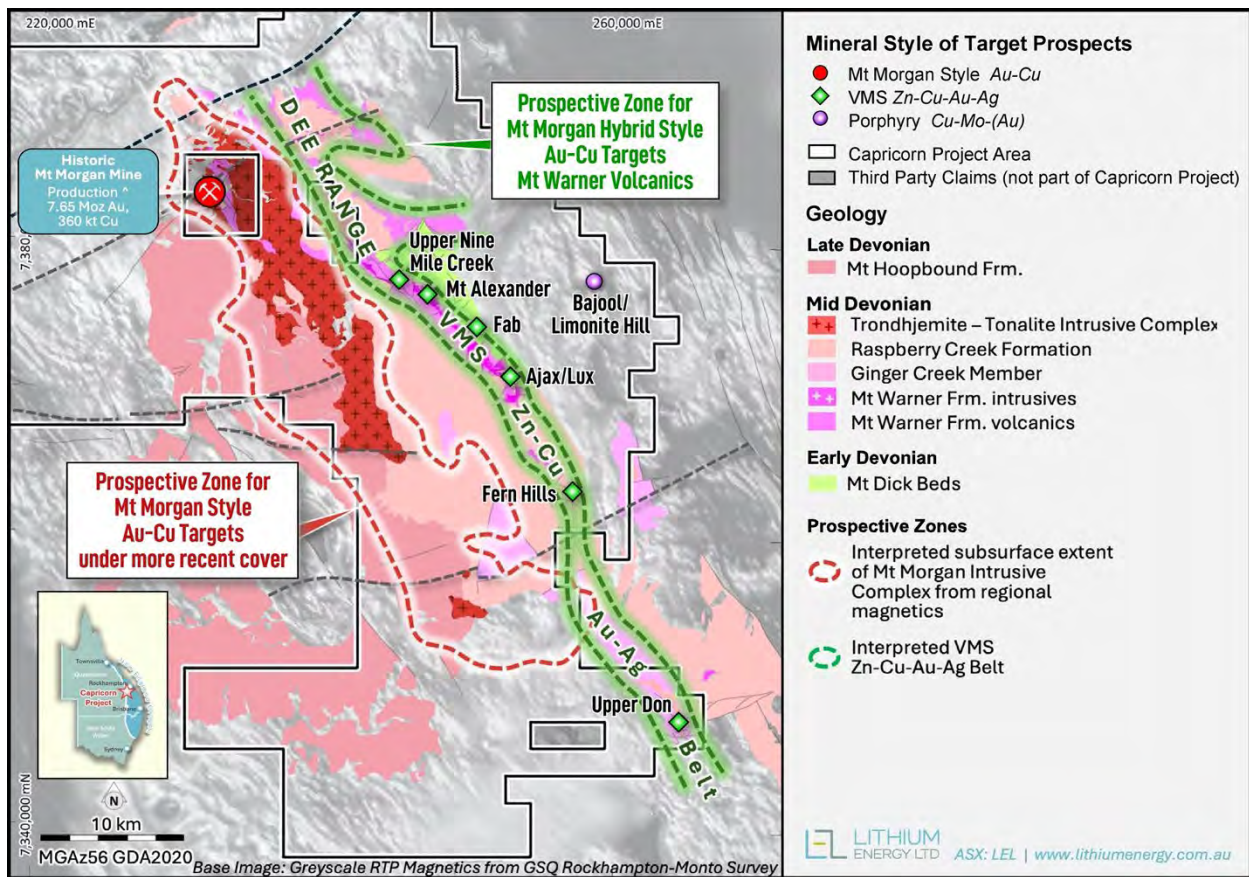 220,000 mE
260,000 mE
7,380,000
7,340,000 mN
DEE RANGE
VMS
Zn-Cu
Au-Ag
Belt
Prospective Zone for
Mt Morgan Hybrid Style
Au-Cu Targets
Mt Warner Volcanics
Historic
Mt Morgan Mine
Production ^
7.65 Moz Au,
360 kt Cu
Upper Nine
Mile Creek
Mt Alexander
Fab
Ajax/Lux
Bajool/
Limonite Hill
Fern Hills
Upper Don
Prospective Zone for
Mt Morgan Style
Au-Cu Targets
under more recent cover
Townsville
Rockhampton
Capricorn
Project
Brisbane
Sydney
N
10 km
MGAz56 GDA2020
Base Image: Greyscale RTP Magnetics from GSQ Rockhampton-Monto Survey
Mineral Style of Target Prospects
Mt Morgan Style Au-Cu
VMS Zn-Cu-Au-Ag
Porphyry Cu-Mo-(Au)
Capricorn Project Area
Third Party Claims (not part of Capricorn Project)
Geology
Late Devonian
Mt Hoopbound Frm.
Mid Devonian
Trondhjemite – Tonalite Intrusive Complex
Raspberry Creek Formation
Ginger Creek Member
Mt Warner Frm. intrusives
Mt Warner Frm. volcanics
Early Devonian
Mt Dick Beds
Prospective Zones
Interpreted subsurface extent
of Mt Morgan Intrusive
Complex from regional
magnetics
Interpreted VMS
Zn-Cu-Au-Ag Belt
LITHIUM
ENERGY LTD
ASX: LEL | www.lithiumenergy.com.au